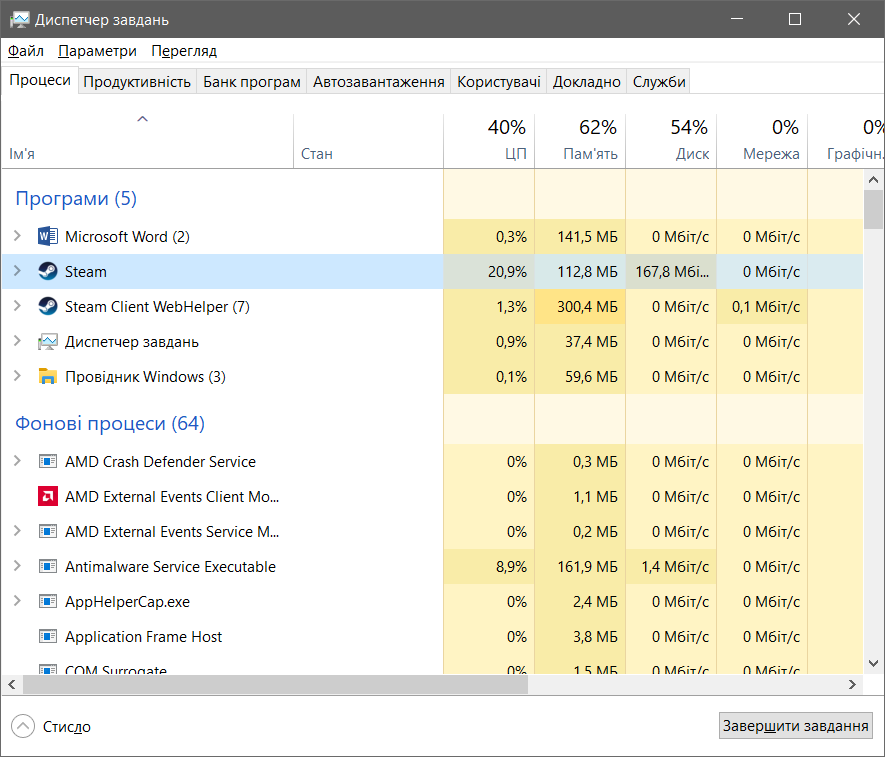 Диспетчер завдань
Файл Параметри Перегляд
Процеси Продуктивність Банк програм Автозавантаження Користувачі Докладно Служби
40% 62% 54% 0% 0%
Ім'я Стан ЦП Пам'ять Диск Мережа Графічн.
Програми (5)
Microsoft Word (2) 0,3% 141,5 МБ 0 Мбіт/с 0 Мбіт/с
Steam 20,9% 112,8 МБ 167,8 Мбі... 0 Мбіт/с
Steam Client WebHelper (7) 1,3% 300,4 МБ 0 Мбіт/с 0,1 Мбіт/с
Диспетчер завдань 0,9% 37,4 МБ 0 Мбіт/с 0 Мбіт/с
Провідник Windows (3) 0,1% 59,6 МБ 0 Мбіт/с 0 Мбіт/с
Фонові процеси (64)
AMD Crash Defender Service 0% 0,3 МБ 0 Мбіт/с 0 Мбіт/с
AMD External Events Client Mo... 0% 1,1 МБ 0 Мбіт/с 0 Мбіт/с
AMD External Events Service M... 0% 0,2 МБ 0 Мбіт/с 0 Мбіт/с
Antimalware Service Executable 8,9% 161,9 МБ 1,4 Мбіт/с 0 Мбіт/с
AppHelperCap.exe 0% 2,4 МБ 0 Мбіт/с 0 Мбіт/с
Application Frame Host 0% 3,8 МБ 0 Мбіт/с 0 Мбіт/с
COM Surrogate 0% 1,5 МБ 0 Мбіт/с 0 Мбіт/с
Стисло Завершити завдання